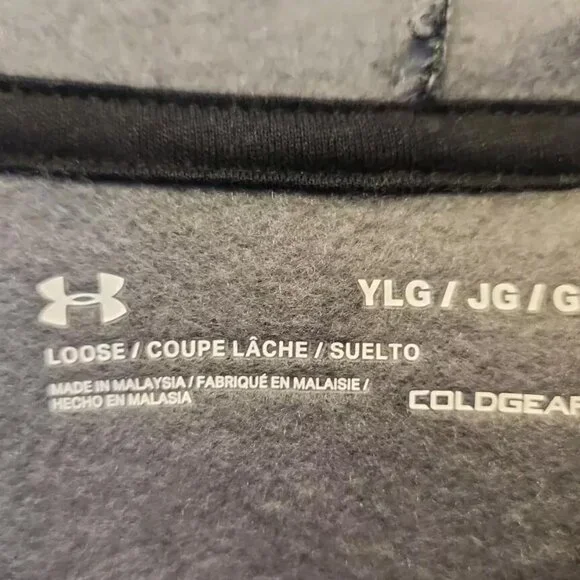 YLG / JG / G
LOOSE / COUPE LÂCHE / SUELTO
MADE IN MALAYSIA / FABRIQUÉ EN MALAISIE /
HECHO EN MALASIA
COLDGEAR